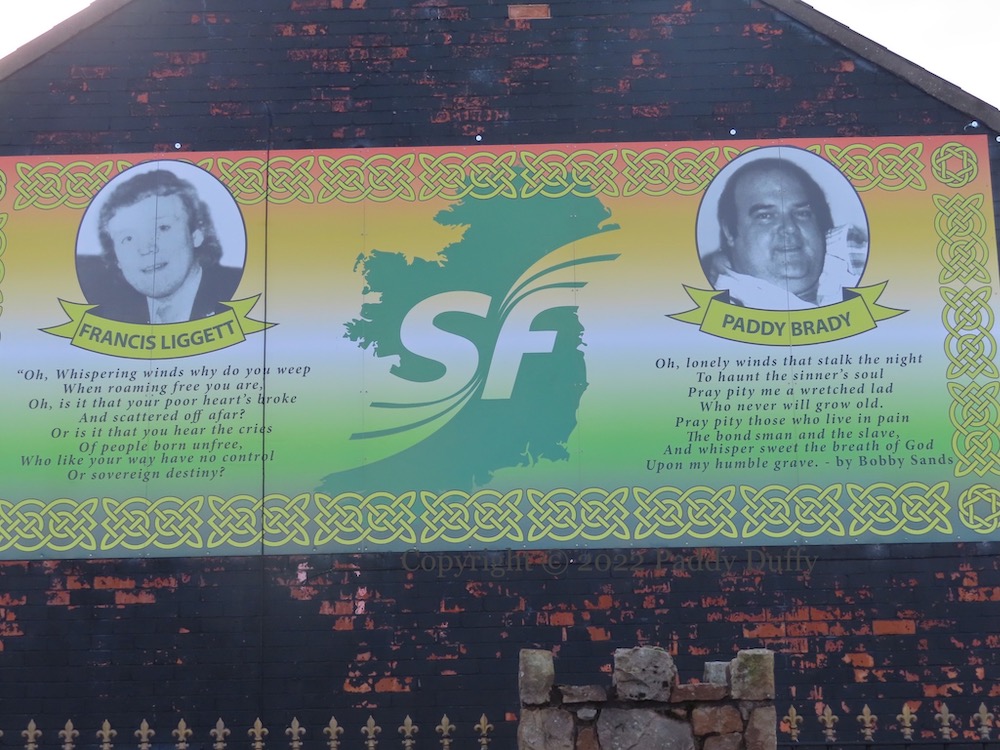 FRANCIS LIGGETT
"Oh, Whispering winds why do you weep
When roaming free you are,
Oh, is it that your poor heart's broke
And scattered off afar?
Or is it that you hear the cries
Of people born unfree,
Who like your way have no control
Or sovereign destiny?
SF
PADDY BRADY
Oh, lonely winds that stalk the night
To haunt the sinner's soul
Pray pity me a wretched lad
Who never will grow old.
Pray pity those who live in pain
The bond sman and the slave,
And whisper sweet the breath of God
Upon my humble grave. - by Bobby Sands
Copyright © 2022 Paddy Duffy